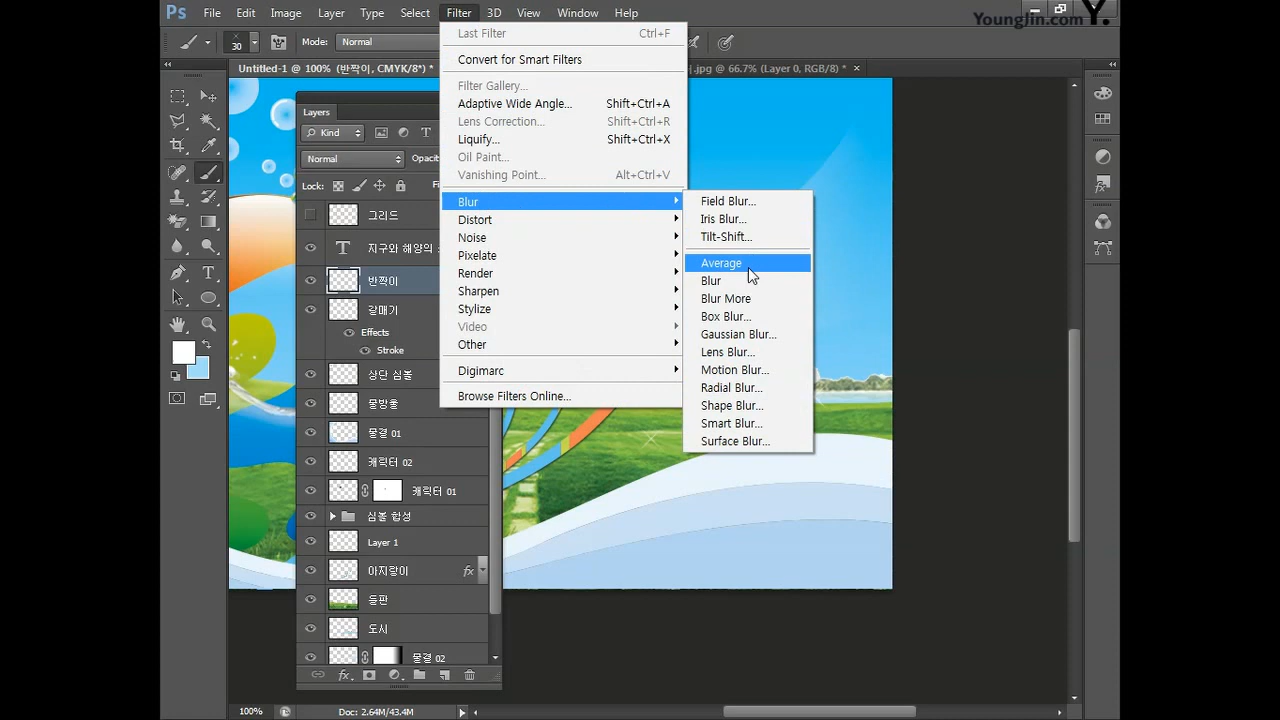 Ps File Edit Image Layer Type Select Filter 3D View Window Help
YoungJin.com Y.
30 Mode: Normal
Untitled-1 @ 100% (반짝이, CMYK/8*) * .jpg @ 66.7% (Layer 0, RGB/8*) * ×
Last Filter Ctrl+F
Convert for Smart Filters
Filter Gallery...
Adaptive Wide Angle... Shift+Ctrl+A
Lens Correction... Shift+Ctrl+R
Liquify... Shift+Ctrl+X
Oil Paint...
Vanishing Point... Alt+Ctrl+V
Blur
Distort
Noise
Pixelate
Render
Sharpen
Stylize
Video
Other
Digimarc
Browse Filters Online...
Field Blur...
Iris Blur...
Tilt-Shift...
Average
Blur
Blur More
Box Blur...
Gaussian Blur...
Lens Blur...
Motion Blur...
Radial Blur...
Shape Blur...
Smart Blur...
Surface Blur...
Layers
Kind
Normal Opaci
Lock:
그리드
지구와 해양의
반짝이
갈매기
Effects
Stroke
상단 심볼
물방울
물결 01
캐릭터 02
캐릭터 01
심볼 합성
Layer 1
아지랑이 fx
들판
도시
물결 02
fx
100% Doc: 2.64M/43.4M